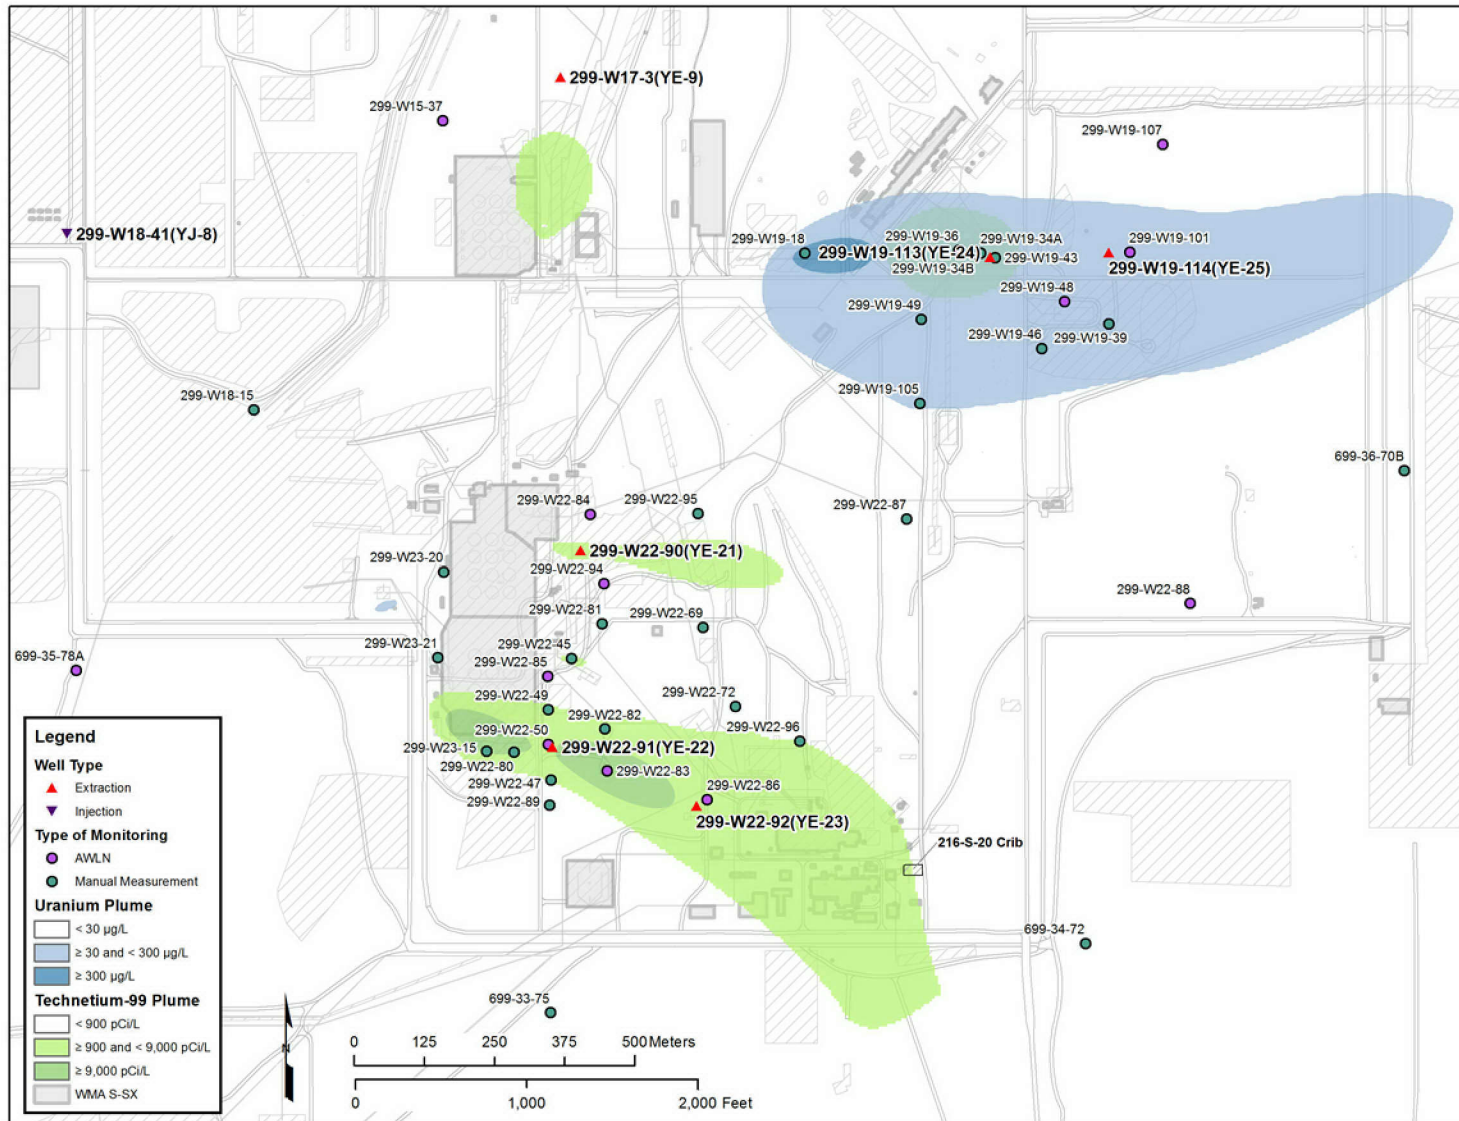 299-W17-3(YE-9)
299-W15-37
299-W19-107
299-W18-41(YJ-8)
299-W19-18
299-W19-36
299-W19-34A
299-W19-101
299-W19-113(YE-24)
299-W19-43
299-W19-34B
299-W19-114(YE-25)
299-W19-48
299-W19-49
299-W19-46
299-W19-39
299-W18-15
299-W19-105
699-36-70B
299-W22-84
299-W22-95
299-W22-87
299-W22-90(YE-21)
299-W23-20
299-W22-94
299-W22-88
299-W22-81
299-W22-69
299-W23-21
299-W22-45
699-35-78A
299-W22-85
299-W22-49
299-W22-72
299-W22-82
299-W22-50
299-W22-96
299-W23-15
299-W22-91(YE-22)
299-W22-80
299-W22-83
299-W22-47
299-W22-86
299-W22-89
299-W22-92(YE-23)
216-S-20 Crib
699-34-72
699-33-75
Legend
Well Type
Extraction
Injection
Type of Monitoring
AWLN
Manual Measurement
Uranium Plume
< 30 µg/L
≥ 30 and < 300 µg/L
≥ 300 µg/L
Technetium-99 Plume
< 900 pCi/L
≥ 900 and < 9,000 pCi/L
≥ 9,000 pCi/L
WMA S-SX
N
0 125 250 375 500 Meters
0 1,000 2,000 Feet